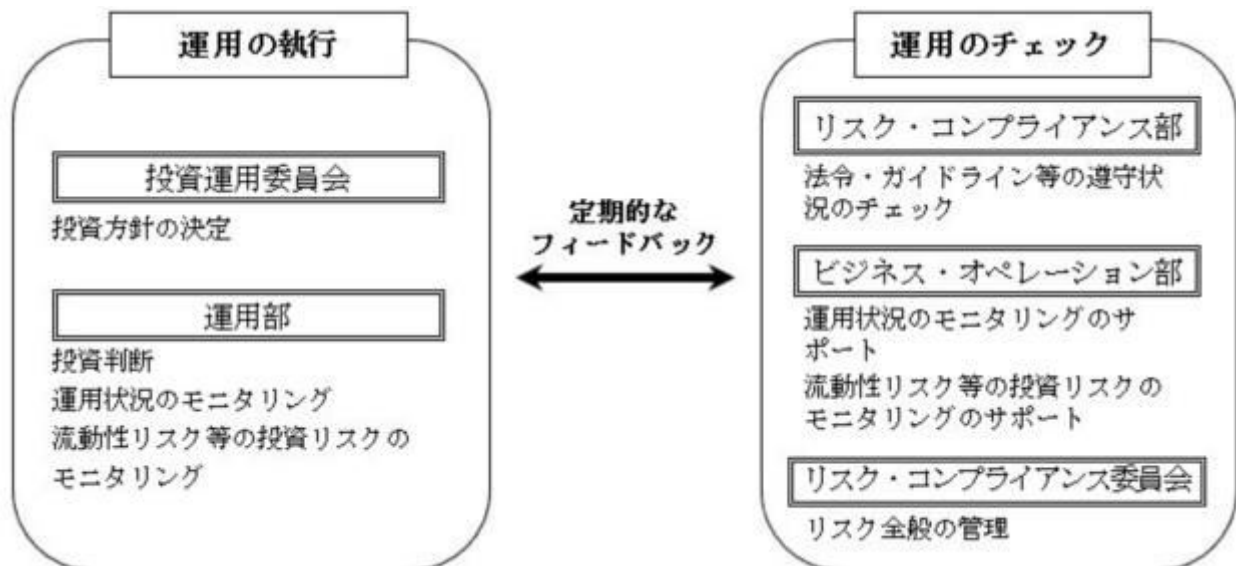 運用の執行
投資運用委員会
投資方針の決定
運用部
投資判断
運用状況のモニタリング
流動性リスク等の投資リスクの
モニタリング
定期的な
フィードバック
運用のチェック
リスク・コンプライアンス部
法令・ガイドライン等の遵守状
況のチェック
ビジネス・オペレーション部
運用状況のモニタリングのサ
ポート
流動性リスク等の投資リスクの
モニタリングのサポート
リスク・コンプライアンス委員会
リスク全般の管理